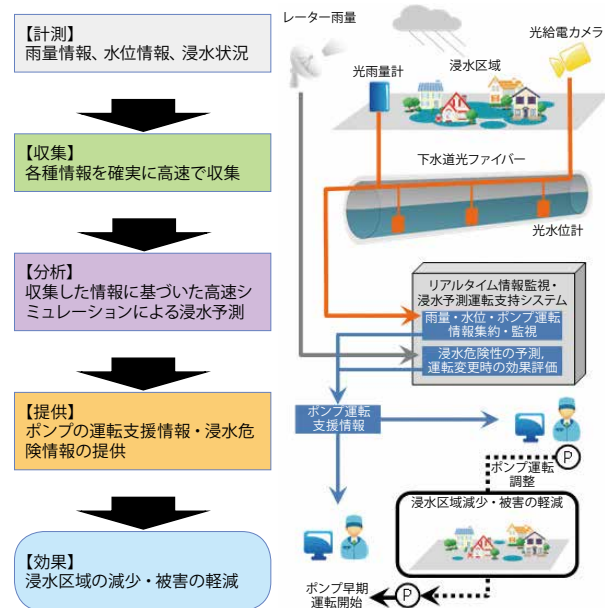 【計測】
雨量情報、水位情報、浸水状況
【収集】
各種情報を確実に高速で収集
【分析】
収集した情報に基づいた高速シ
ミュレーションによる浸水予測
【提供】
ポンプの運転支援情報・浸水危
険情報の提供
【効果】
浸水区域の減少・被害の軽減
レーター雨量
光給電カメラ
光雨量計
浸水区域
下水道光ファイバー
光水位計
リアルタイム情報監視・
浸水予測運転支持システム
雨量・水位・ポンプ運転
情報集約・監視
浸水危険性の予測,
運転変更時の効果評価
ポンプ運転
支援情報
P
ポンプ運転
調整
浸水区域減少・被害の軽減
ポンプ早期
運転開始
P